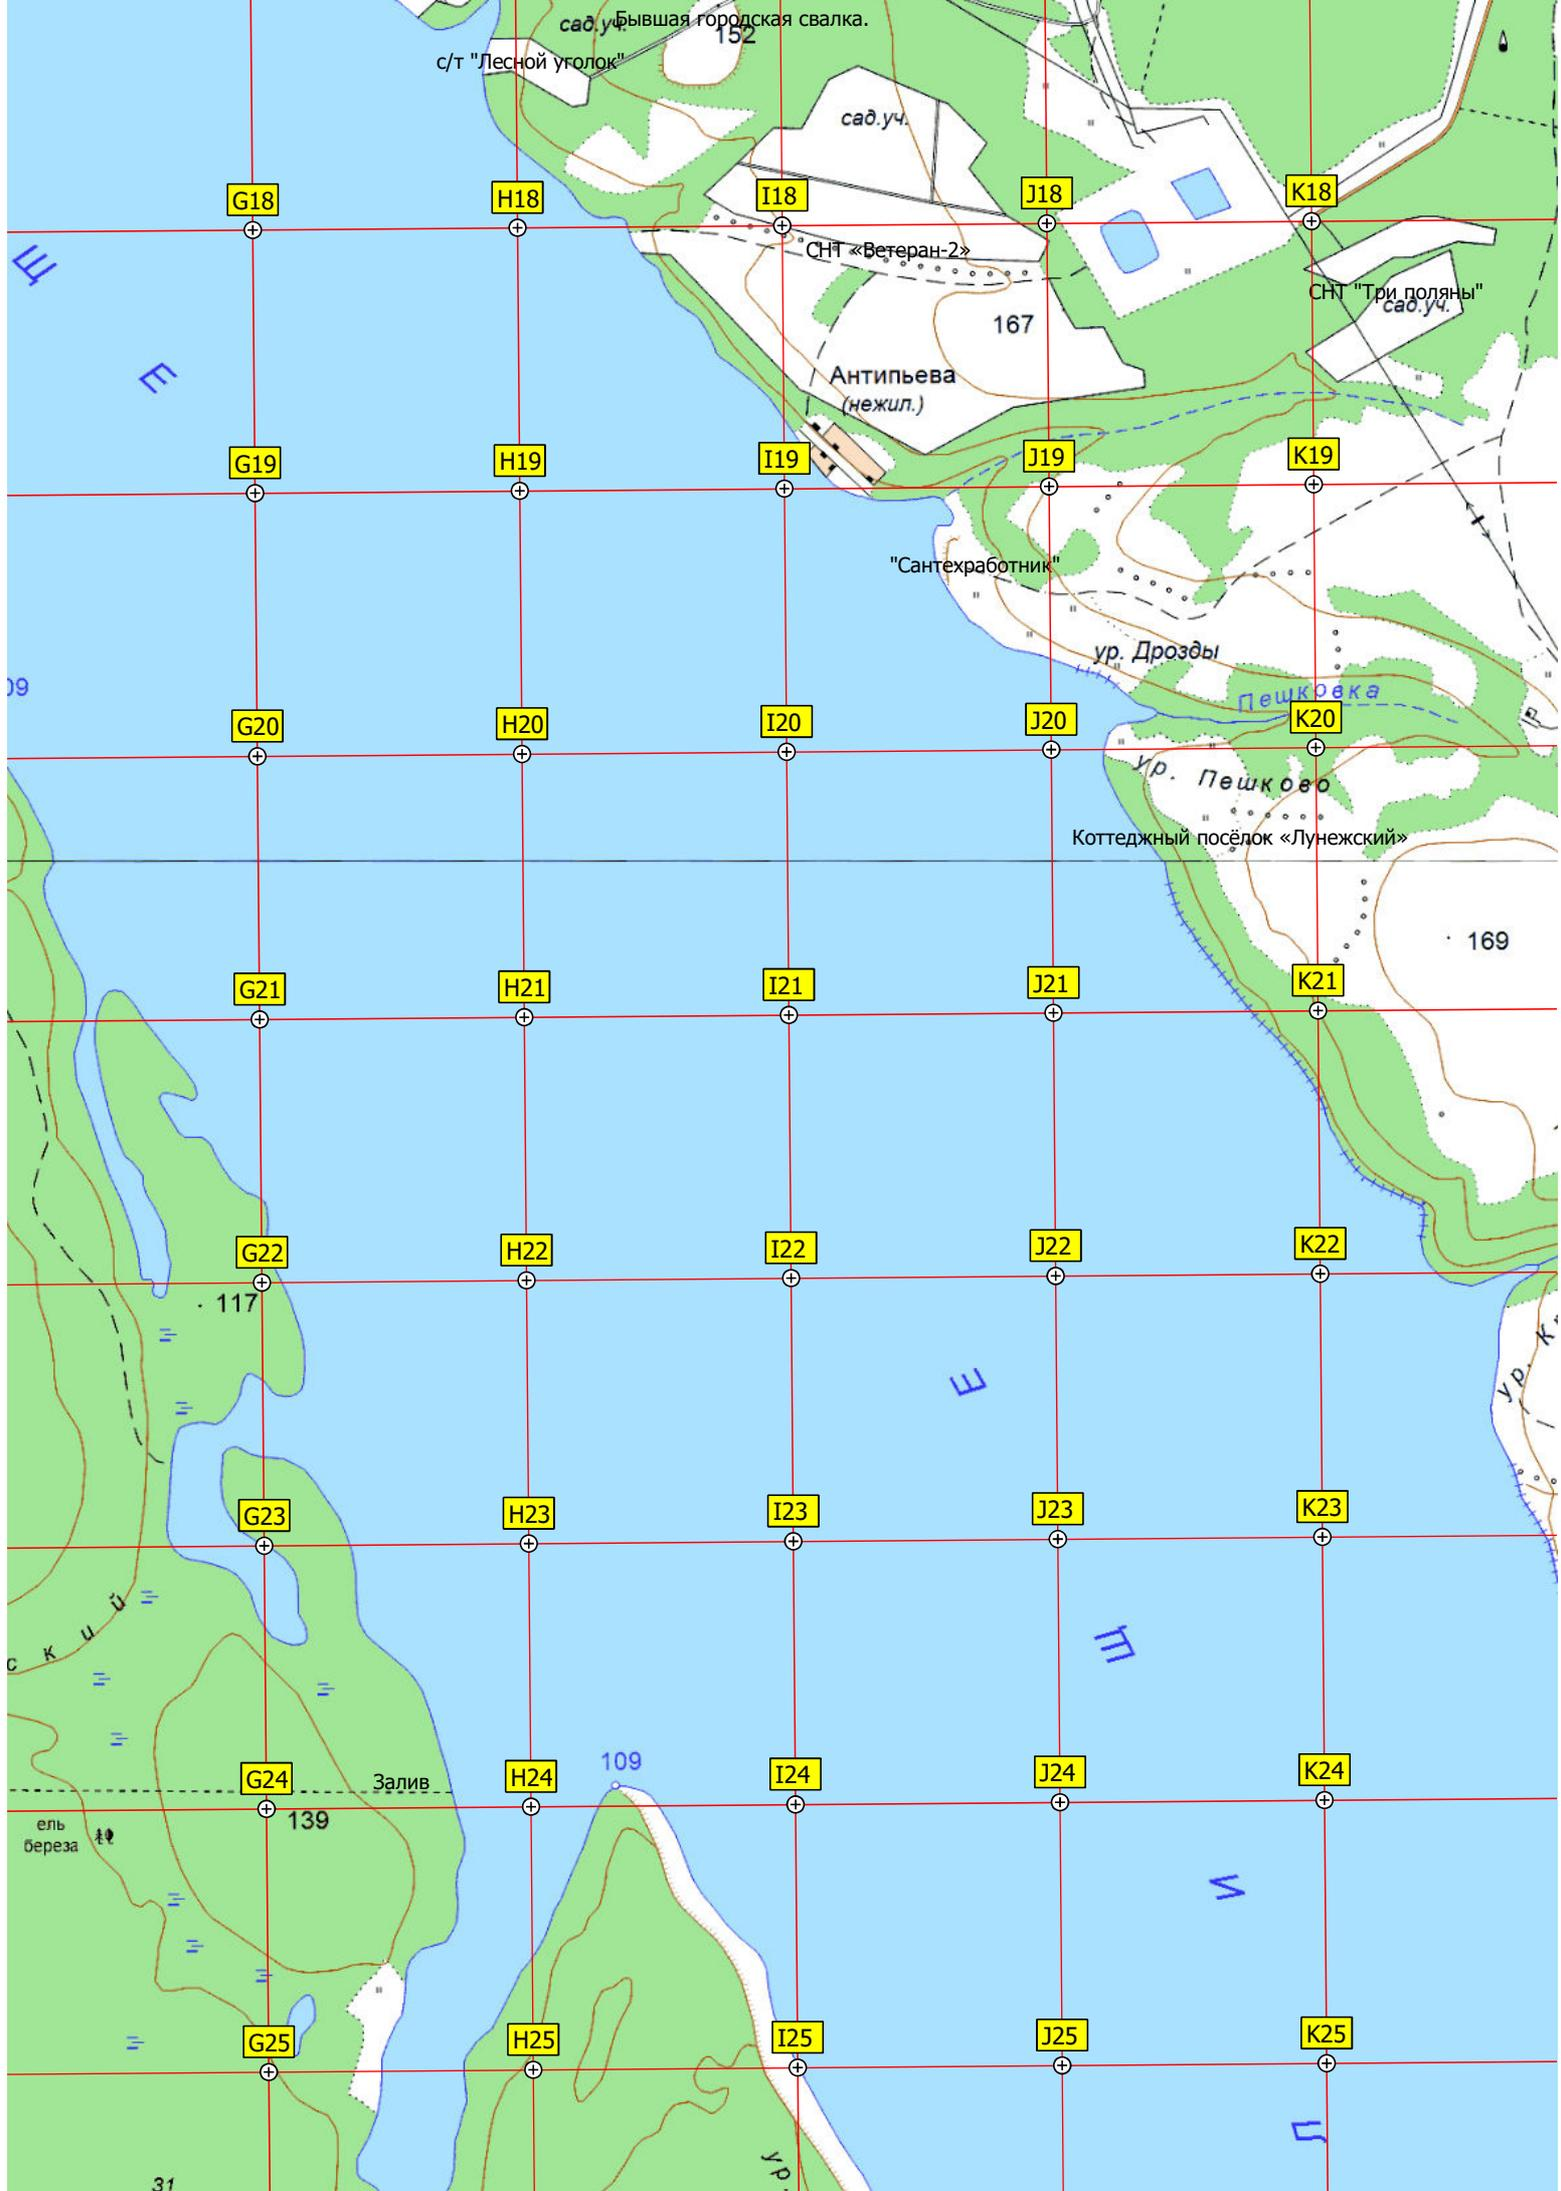 сад.уч.
Бывшая городская свалка.
152
с/т "Лесной уголок"
сад.уч.
G18
H18
I18
J18
K18
Щ
СНТ «Ветеран-2»
СНТ "Три поляны"
сад.уч.
167
Е
Антипьева
(нежил.)
G19
H19
I19
J19
K19
"Сантехработник"
ур. Дрозды
09
Пешковка
G20
H20
I20
J20
K20
ур. Пешково
Коттеджный посёлок «Лунежский»
169
G21
H21
I21
J21
K21
G22
H22
I22
J22
K22
117
Е
ур. К
G23
H23
I23
J23
K23
ский
Щ
109
G24
H24
I24
J24
K24
Залив
139
ель
береза
И
G25
H25
I25
J25
K25
Ц
ур.
31